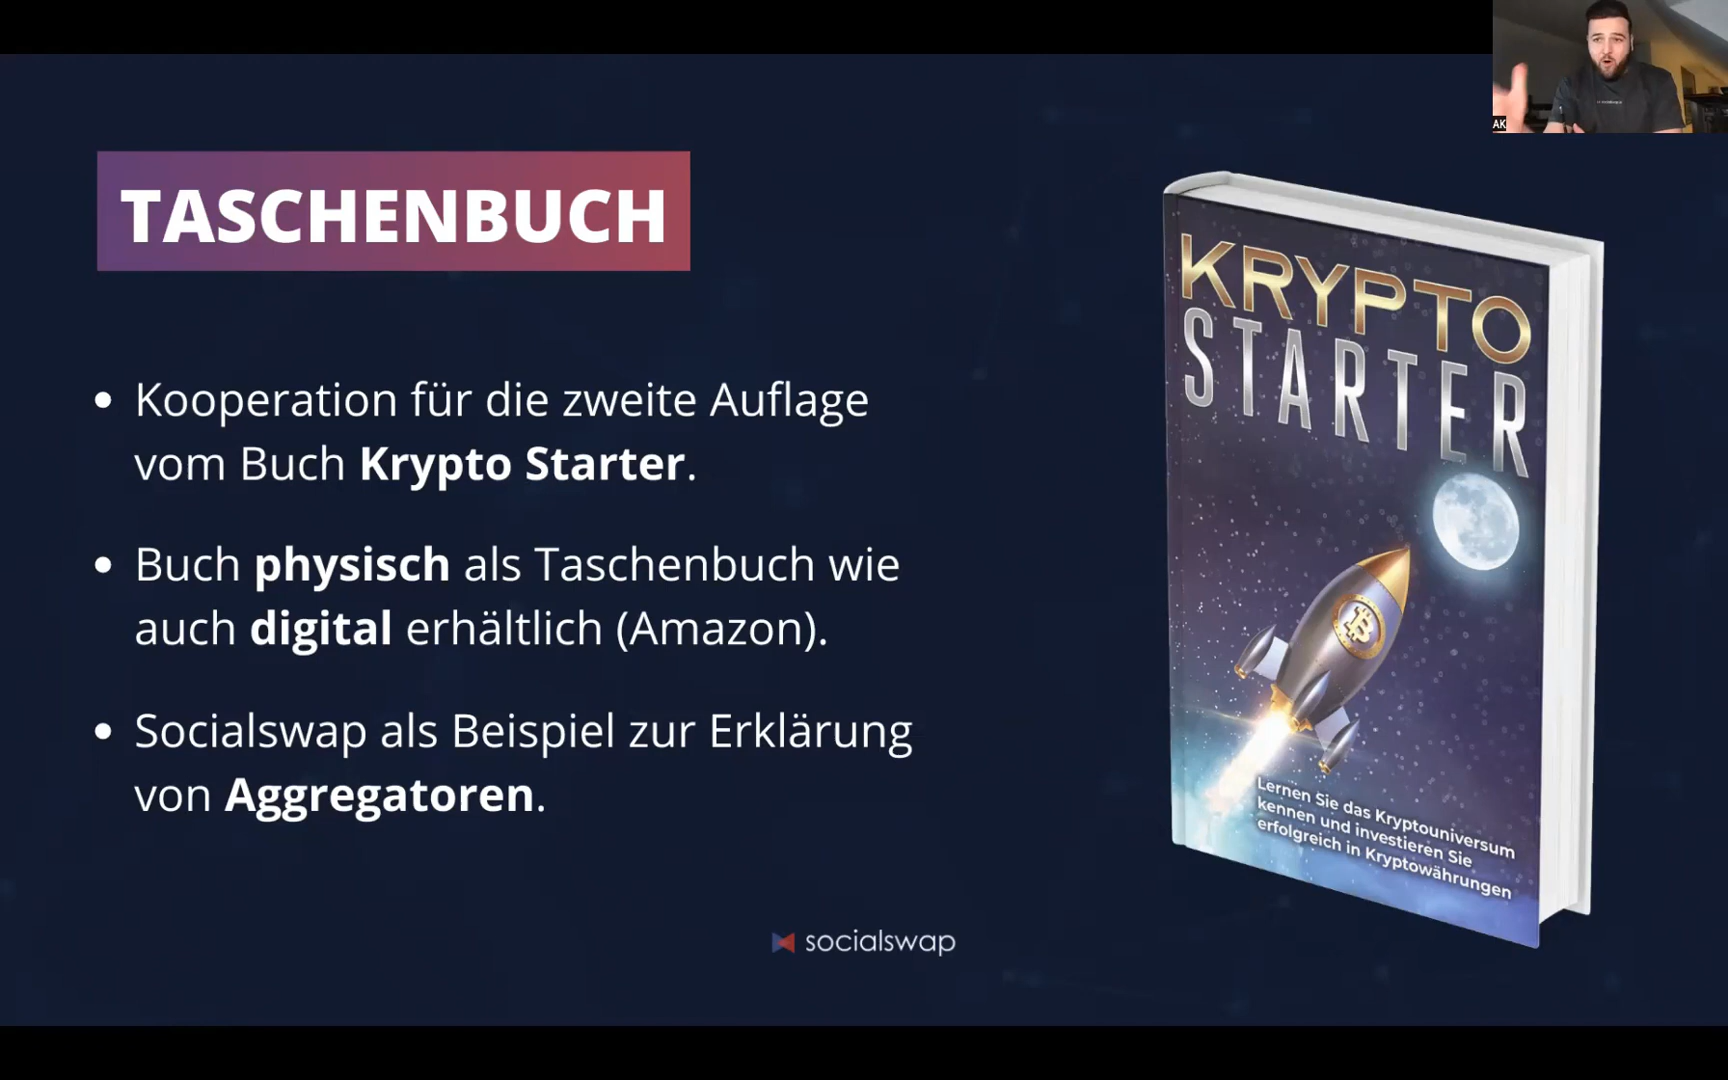 AK
TASCHENBUCH
• Kooperation für die zweite Auflage
vom Buch Krypto Starter.
• Buch physisch als Taschenbuch wie
auch digital erhältlich (Amazon).
• Socialswap als Beispiel zur Erklärung
von Aggregatoren.
KRYPTO
STARTER
Lernen Sie das Kryptouniversum
kennen und investieren Sie
erfolgreich in Kryptowährungen
socialswap